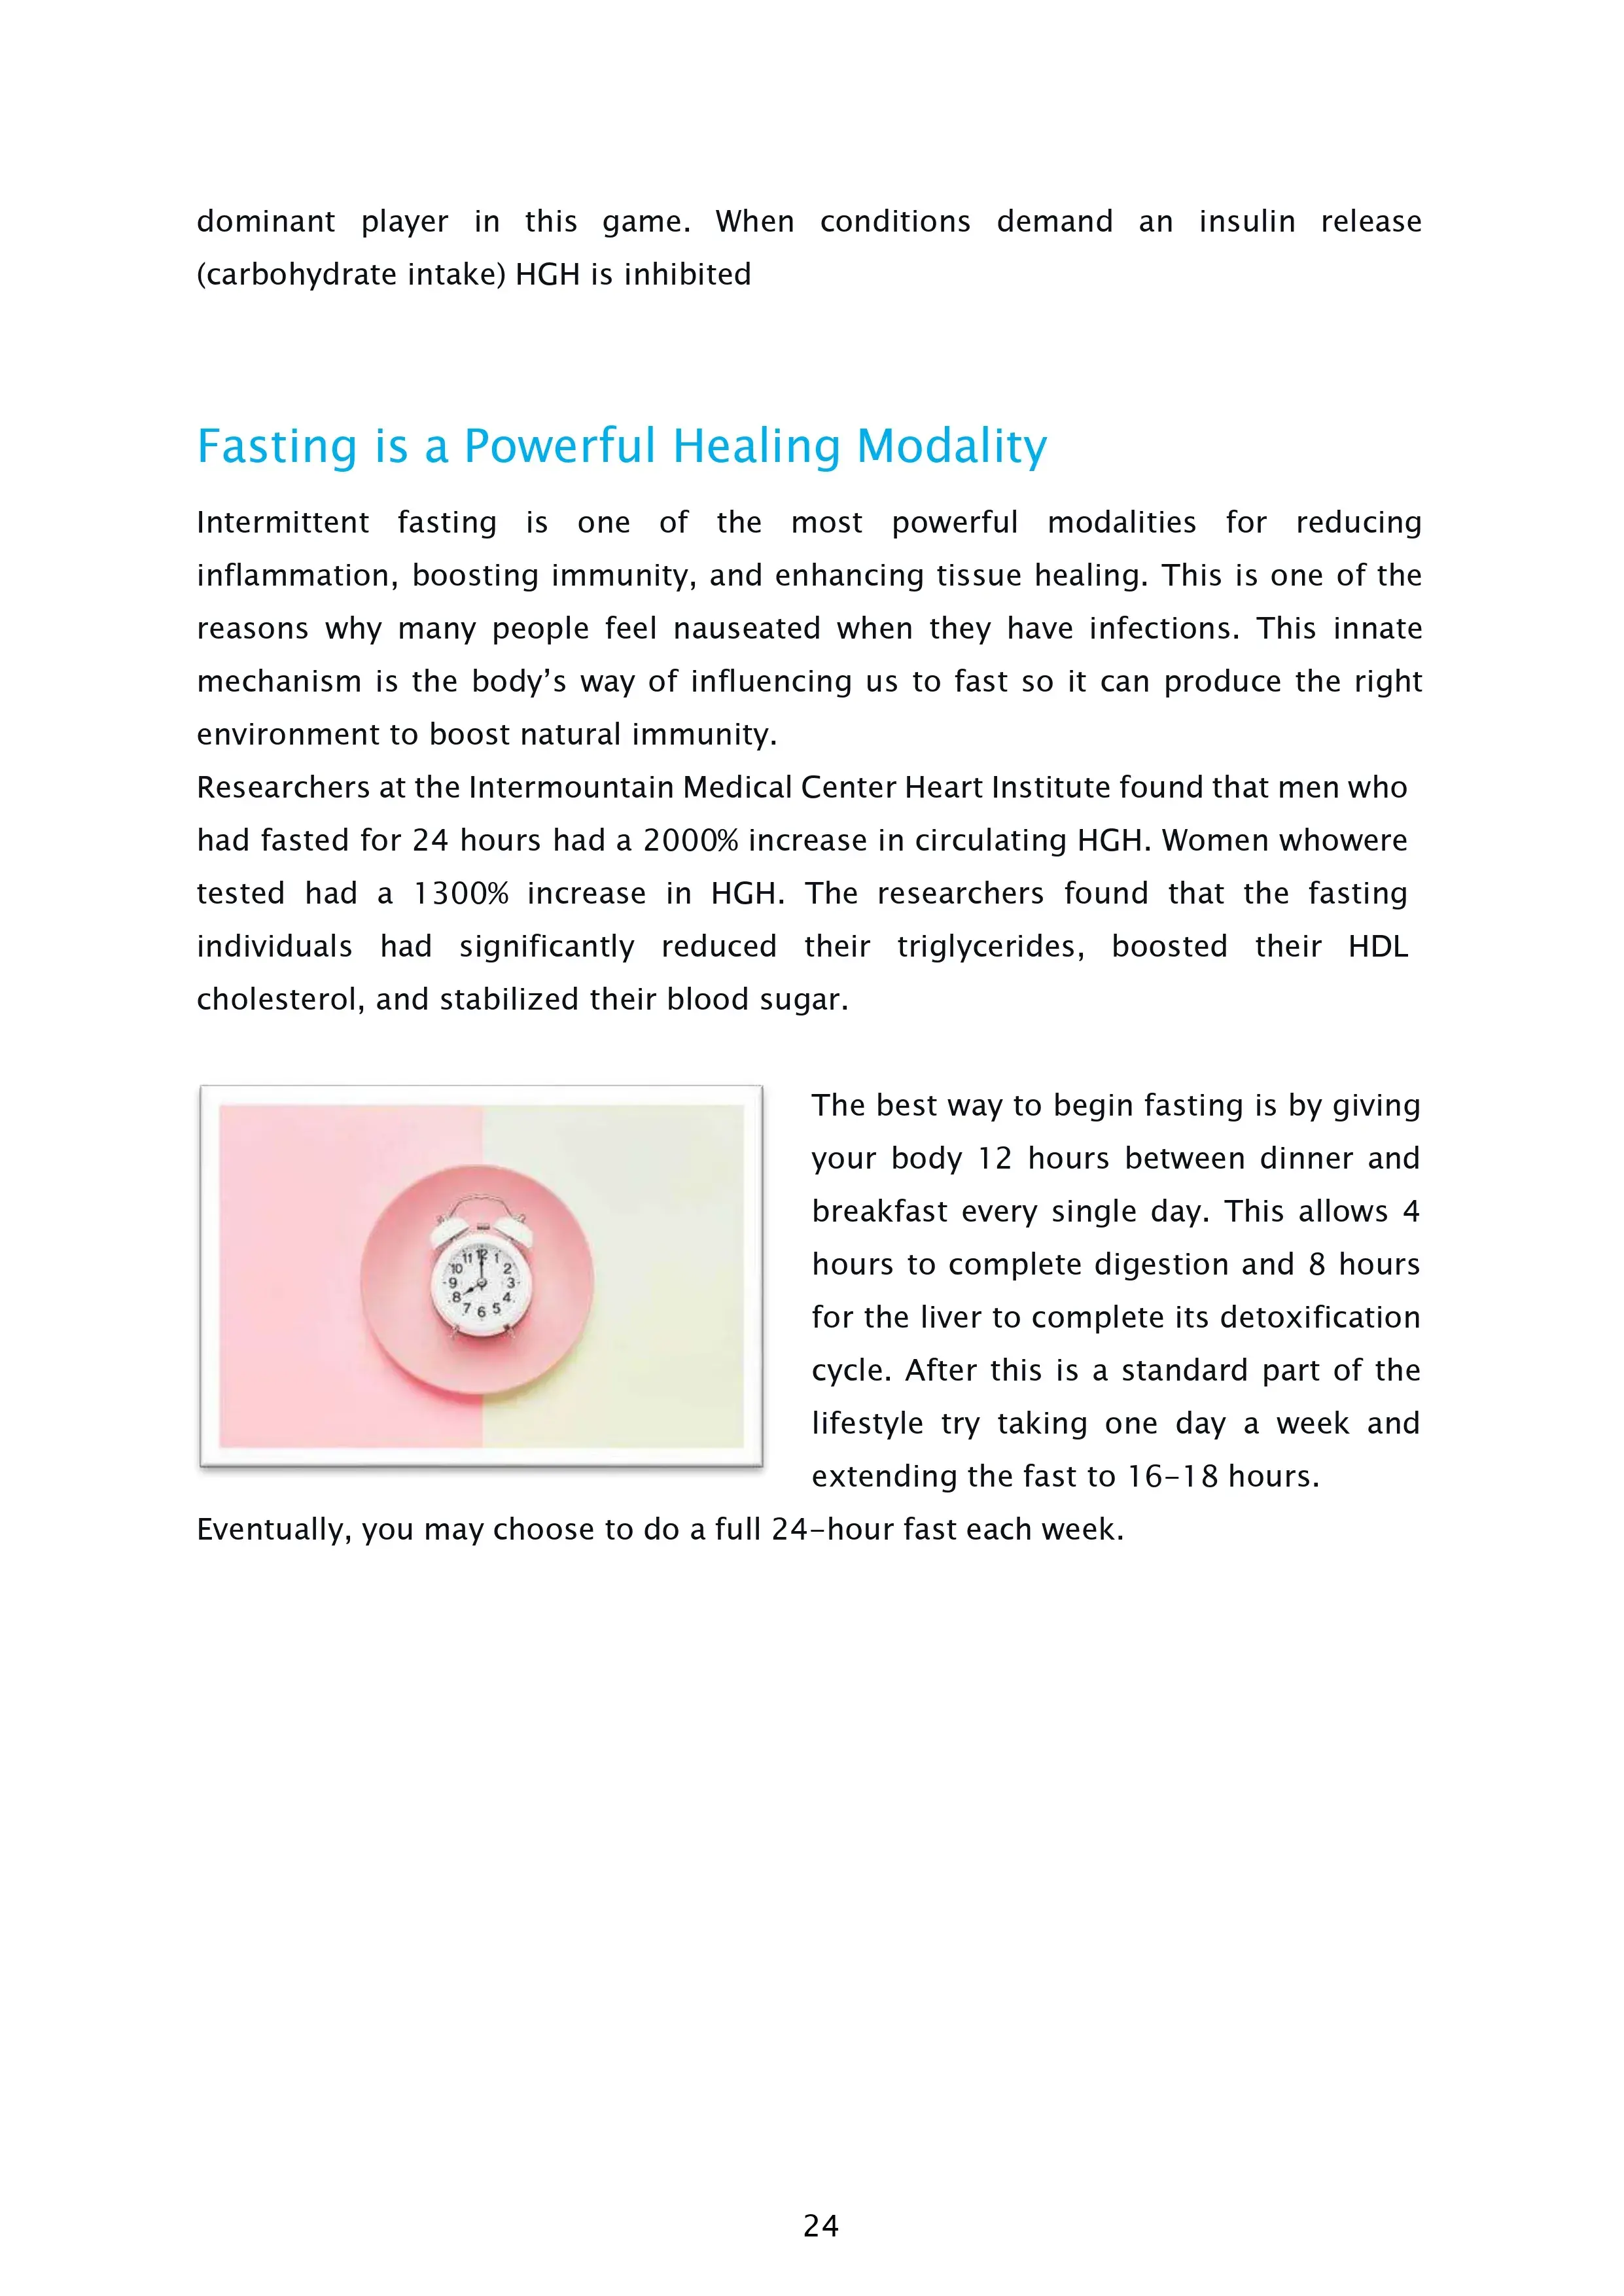 dominant player in this game. When conditions demand an insulin release
(carbohydrate intake) HGH is inhibited
Fasting is a Powerful Healing Modality
Intermittent fasting is one of the most powerful modalities for reducing
inflammation, boosting immunity, and enhancing tissue healing. This is one of the
reasons why many people feel nauseated when they have infections. This innate
mechanism is the body’s way of influencing us to fast so it can produce the right
environment to boost natural immunity.
Researchers at the Intermountain Medical Center Heart Institute found that men who
had fasted for 24 hours had a 2000% increase in circulating HGH. Women whowere
tested had a 1300% increase in HGH. The researchers found that the fasting
individuals had significantly reduced their triglycerides, boosted their HDL
cholesterol, and stabilized their blood sugar.
11 12 1
10 2
9 3
8 4
7 6 5
The best way to begin fasting is by giving
your body 12 hours between dinner and
breakfast every single day. This allows 4
hours to complete digestion and 8 hours
for the liver to complete its detoxification
cycle. After this is a standard part of the
lifestyle try taking one day a week and
extending the fast to 16-18 hours.
Eventually, you may choose to do a full 24-hour fast each week.
24